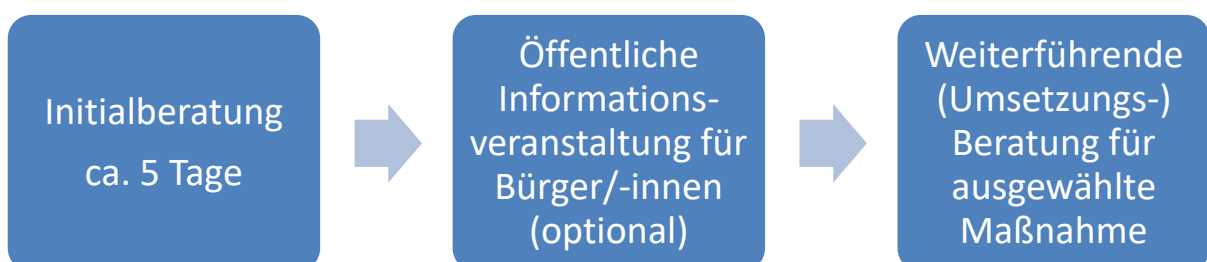 Initialberatung
ca. 5 Tage
Öffentliche
Informations-
veranstaltung für
Bürger/-innen
(optional)
Weiterführende
(Umsetzungs-)
Beratung für
ausgewählte
Maßnahme